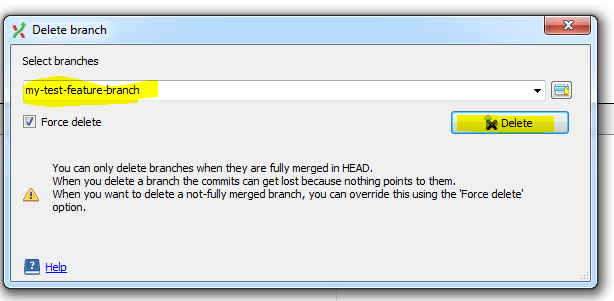 Delete branch
Select branches
my-test-feature-branch
Force delete
Delete
You can only delete branches when they are fully merged in HEAD.
When you delete a branch the commits can get lost because nothing points to them.
When you want to delete a not-fully merged branch, you can override this using the 'Force delete'
option.
Help